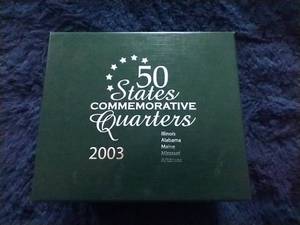 50
States
COMMEMORATIVE
Quarters
2003
Illinois
Alabama
Maine
Missouri
Arkansas